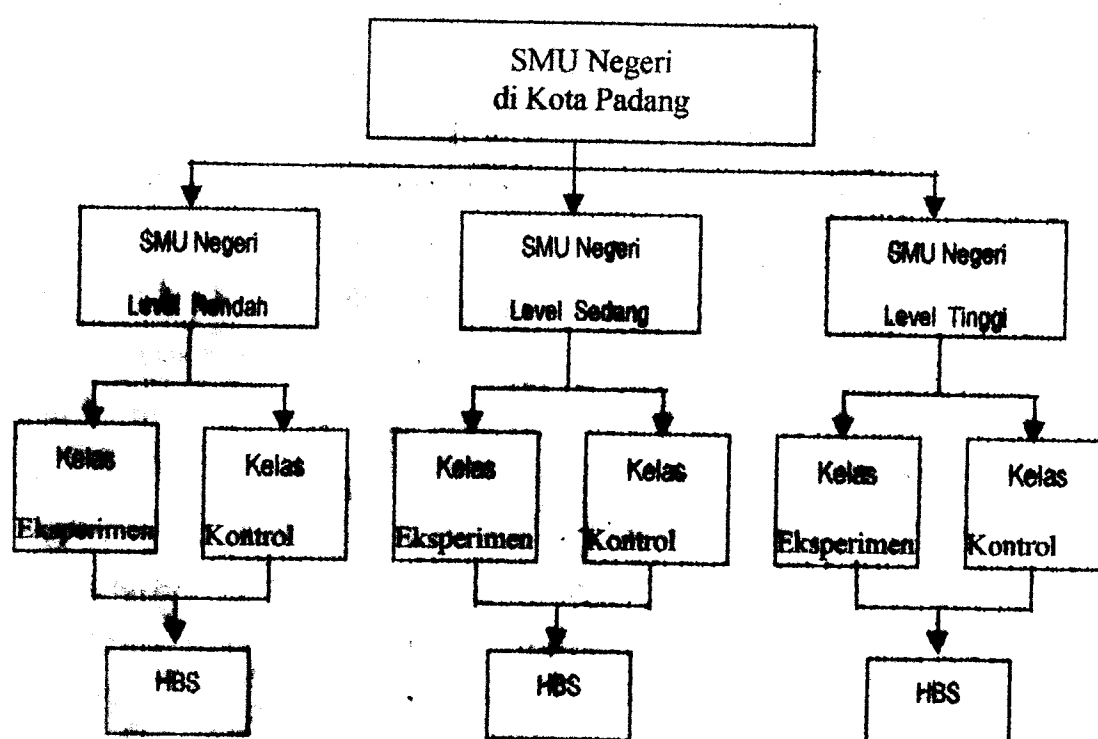 SMU Negeri
di Kota Padang
SMU Negeri
Level Rendah
SMU Negeri
Level Sedang
SMU Negeri
Level Tinggi
Kelas
Eksperimen
Kelas
Kontrol
Kelas
Eksperimen
Kelas
Kontrol
Kelas
Eksperimen
Kelas
Kontrol
HBS
HBS
HBS